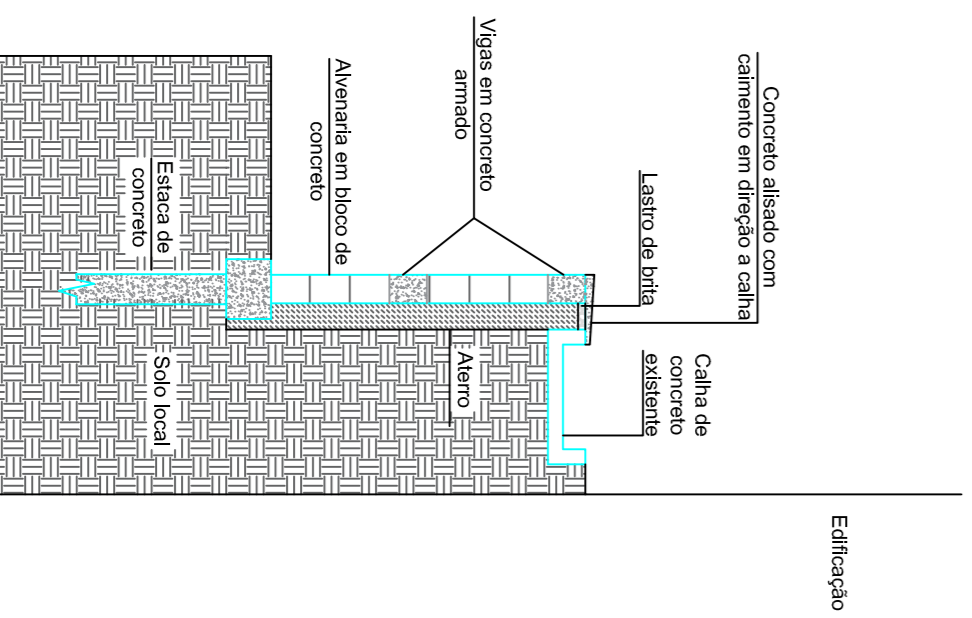 Edificação
Concreto alisado com
caimento em direção a calha
Lastro de brita
Calha de
concreto
existente
Vigas em concreto
armado
Aterro
Alvenaria em bloco de
concreto
Estaca de
concreto
Solo local